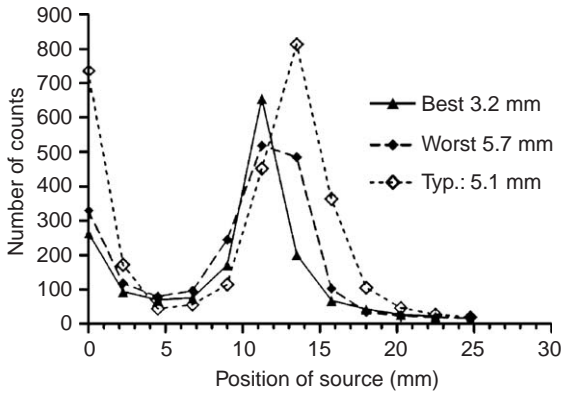 900
800
700
600
500
400
300
200
100
0
Number of counts
Best 3.2 mm
Worst 5.7 mm
Typ.: 5.1 mm
0 5 10 15 20 25 30
Position of source (mm)